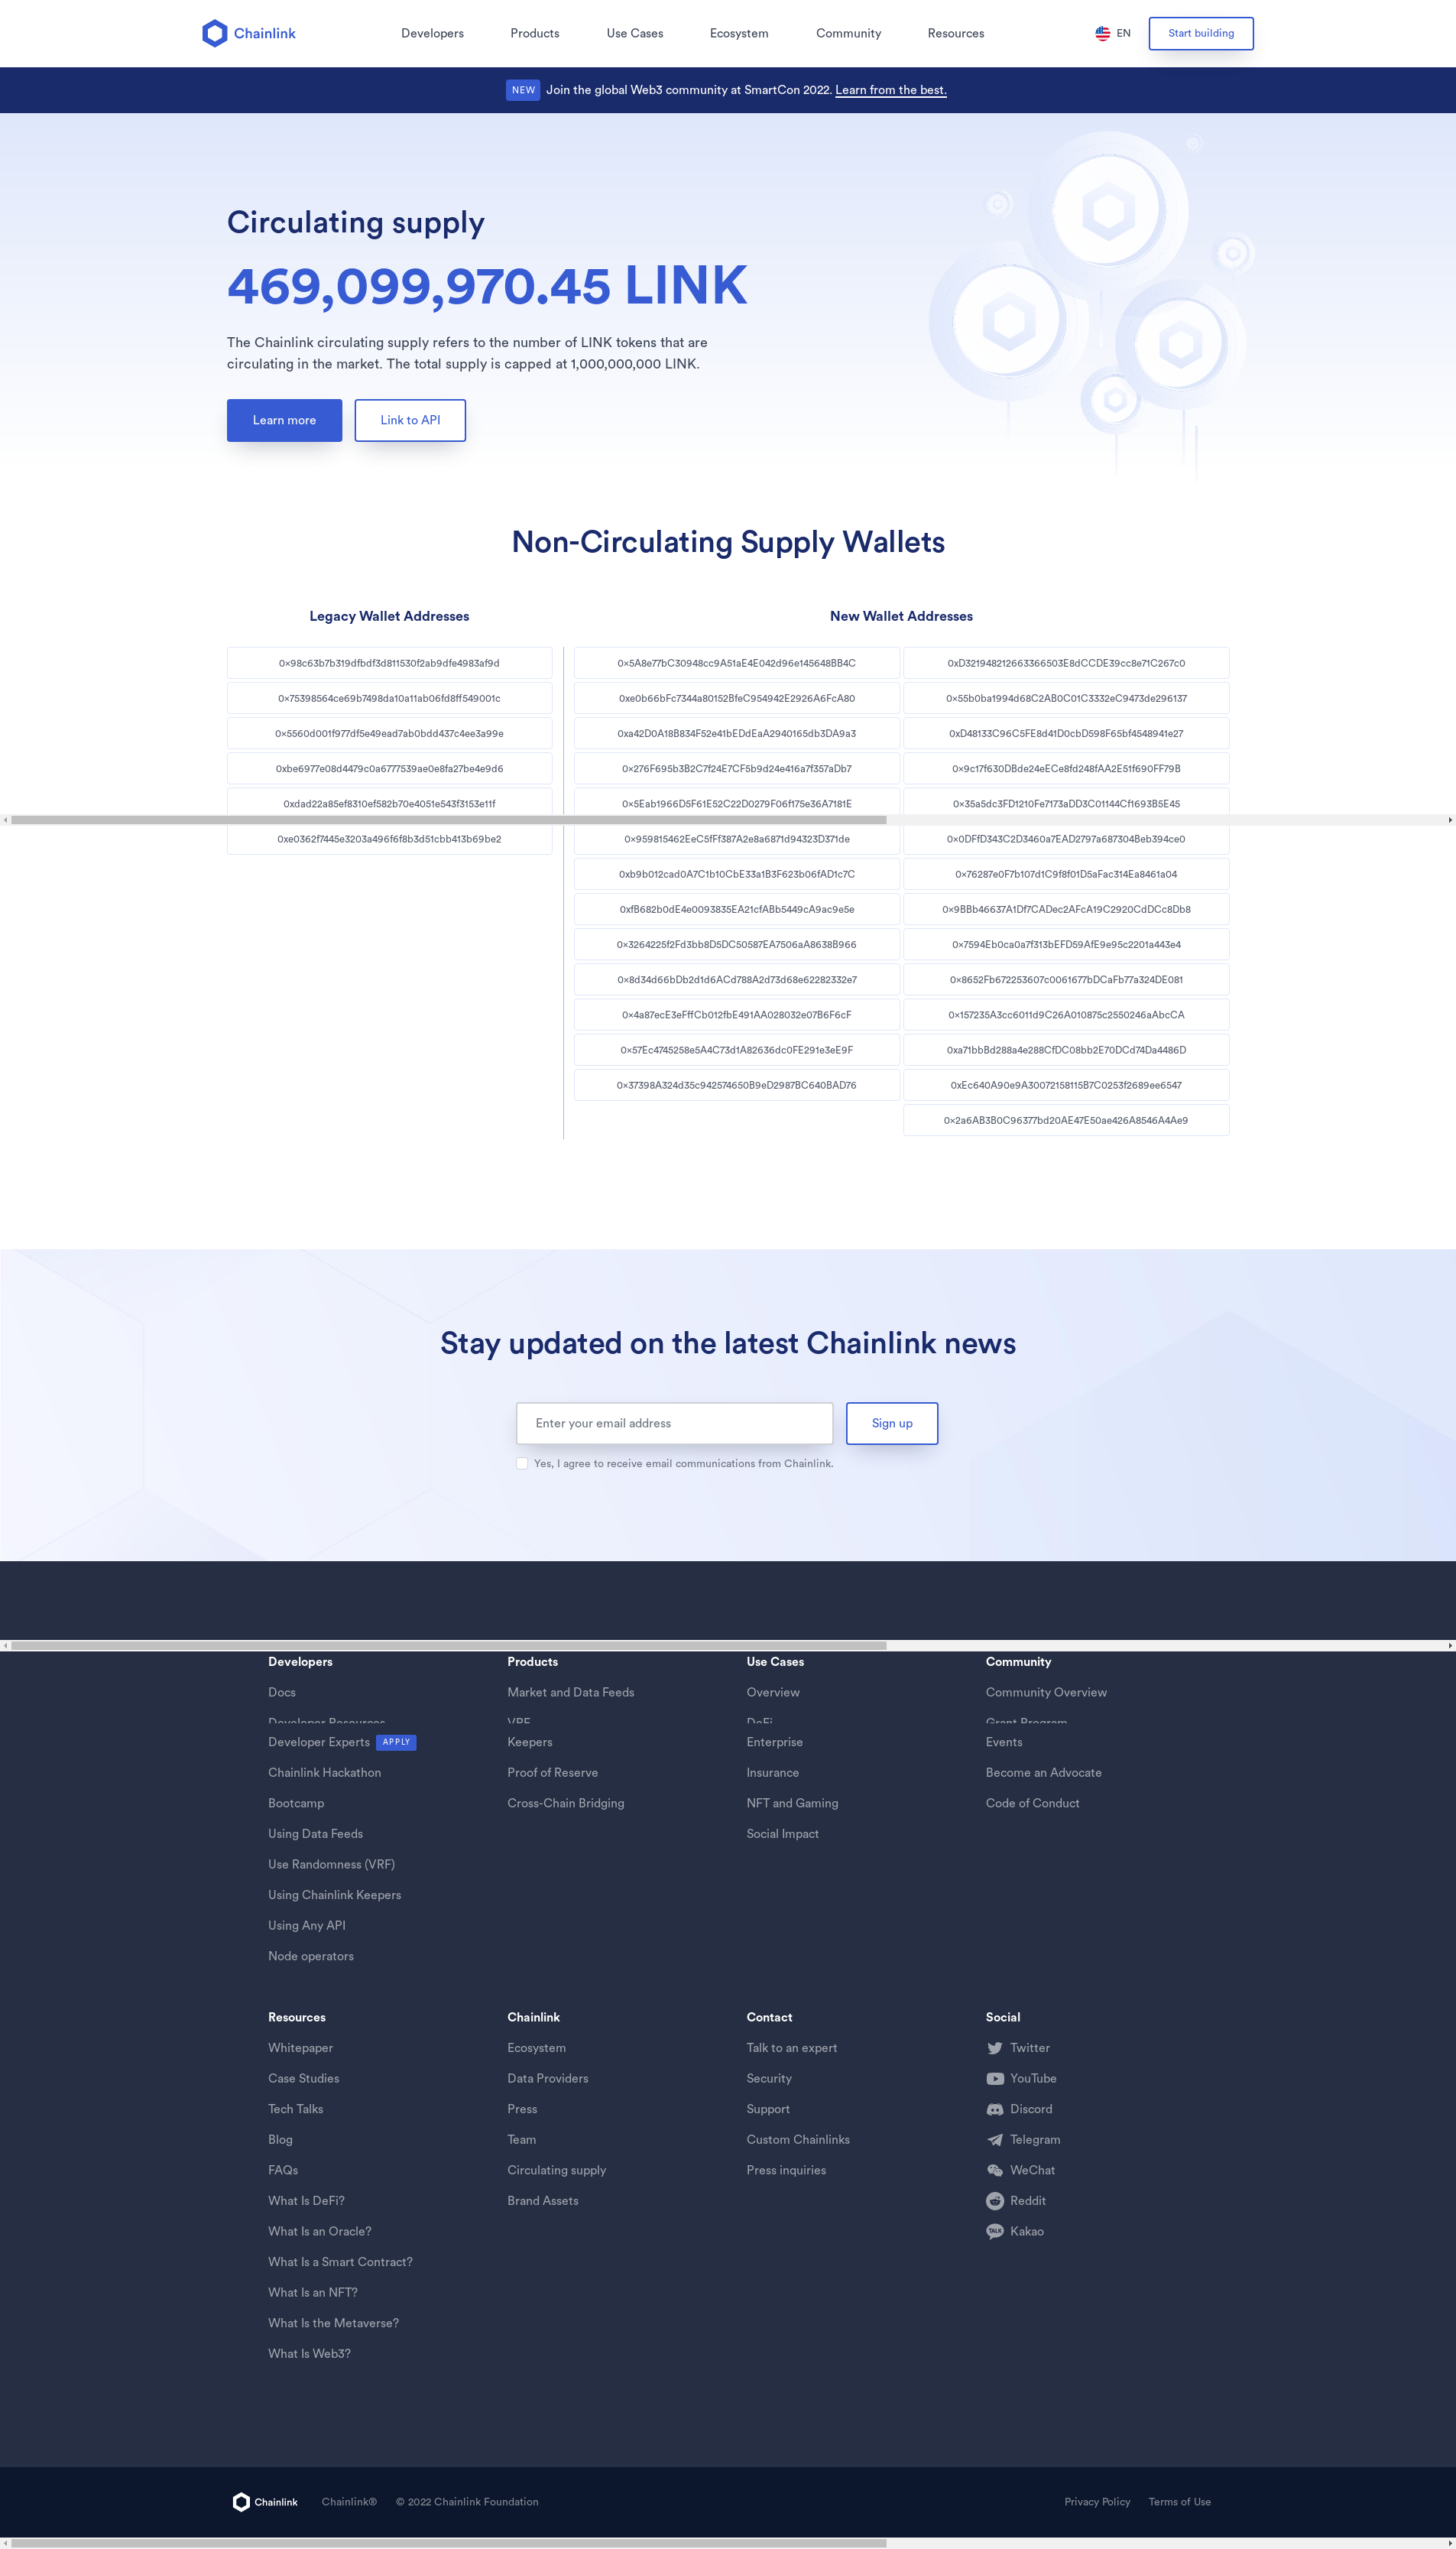 Chainlink
Developers
Products
Use Cases
Ecosystem
Community
Resources
EN
Start building
NEW Join the global Web3 community at SmartCon 2022. Learn from the best.
Circulating supply
469,099,970.45 LINK
The Chainlink circulating supply refers to the number of LINK tokens that are
circulating in the market. The total supply is capped at 1,000,000,000 LINK.
Learn more
Link to API
Non-Circulating Supply Wallets
Legacy Wallet Addresses
0x98c63b7b319dfbdf3d811530f2ab9dfe4983af9d
0x75398564ce69b7498da10a11ab06fd8ff549001c
0x5560d001f977df5e49ead7ab0bdd437c4ee3a99e
0xbe6977e08d4479c0a6777539ae0e8fa27be4e9d6
0xdad22a85ef8310ef582b70e4051e543f3153e11f
0xe0362f7445e3203a496f6f8b3d51cbb413b69be2
New Wallet Addresses
0x5A8e77bC30948cc9A51aE4E042d96e145648BB4C
0xe0b66bFc7344a80152BfeC954942E2926A6FcA80
0xa42D0A18B834F52e41bEDdEaA2940165db3DA9a3
0x276F695b3B2C7f24E7CF5b9d24e416a7f357aDb7
0x5Eab1966D5F61E52C22D0279F06f175e36A7181E
0x959815462EeC5fFf387A2e8a6871d94323D371de
0xb9b012cad0A7C1b10CbE33a1B3F623b06fAD1c7C
0xfB682b0dE4e0093835EA21cfABb5449cA9ac9e5e
0x3264225f2Fd3bb8D5DC50587EA7506aA8638B966
0x8d34d66bDb2d1d6ACd788A2d73d68e62282332e7
0x4a87ecE3eFffCb012fbE491AA028032e07B6F6cF
0x57Ec4745258e5A4C73d1A82636dc0FE291e3eE9F
0x37398A324d35c942574650B9eD2987BC640BAD76
0xD321948212663366503E8dCCDE39cc8e71C267c0
0x55b0ba1994d68C2AB0C01C3332eC9473de296137
0xD48133C96C5FE8d41D0cbD598F65bf4548941e27
0x9c17f630DBde24eECe8fd248fAA2E51f690FF79B
0x35a5dc3FD1210Fe7173aDD3C01144Cf1693B5E45
0x0DFfD343C2D3460a7EAD2797a687304Beb394ce0
0x76287e0F7b107d1C9f8f01D5aFac314Ea8461a04
0x9BBb46637A1Df7CADec2AFcA19C2920CdDCc8Db8
0x7594Eb0ca0a7f313bEFD59AfE9e95c2201a443e4
0x8652Fb672253607c0061677bDCaFb77a324DE081
0x157235A3cc6011d9C26A010875c2550246aAbcCA
0xa71bbBd288a4e288CfDC08bb2E70DCd74Da4486D
0xEc640A90e9A30072158115B7C0253f2689ee6547
0x2a6AB3B0C96377bd20AE47E50ae426A8546A4Ae9
Stay updated on the latest Chainlink news
Enter your email address
Sign up
Yes, I agree to receive email communications from Chainlink.
Developers
Docs
Developer Resources
Developer Experts APPLY
Chainlink Hackathon
Bootcamp
Using Data Feeds
Use Randomness (VRF)
Using Chainlink Keepers
Using Any API
Node operators
Products
Market and Data Feeds
VRF
Keepers
Proof of Reserve
Cross-Chain Bridging
Use Cases
Overview
DeFi
Enterprise
Insurance
NFT and Gaming
Social Impact
Community
Community Overview
Grant Program
Events
Become an Advocate
Code of Conduct
Resources
Whitepaper
Case Studies
Tech Talks
Blog
FAQs
What Is DeFi?
What Is an Oracle?
What Is a Smart Contract?
What Is an NFT?
What Is the Metaverse?
What Is Web3?
Chainlink
Ecosystem
Data Providers
Press
Team
Circulating supply
Brand Assets
Contact
Talk to an expert
Security
Support
Custom Chainlinks
Press inquiries
Social
Twitter
YouTube
Discord
Telegram
WeChat
Reddit
TALK Kakao
Chainlink
Chainlink®
© 2022 Chainlink Foundation
Privacy Policy
Terms of Use